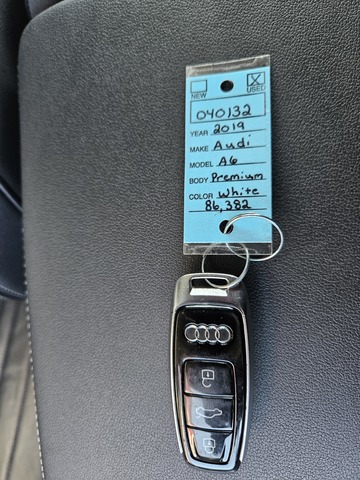 NEW USED
040132
YEAR 2019
MAKE Audi
MODEL A6
BODY Premium
COLOR White
86,382